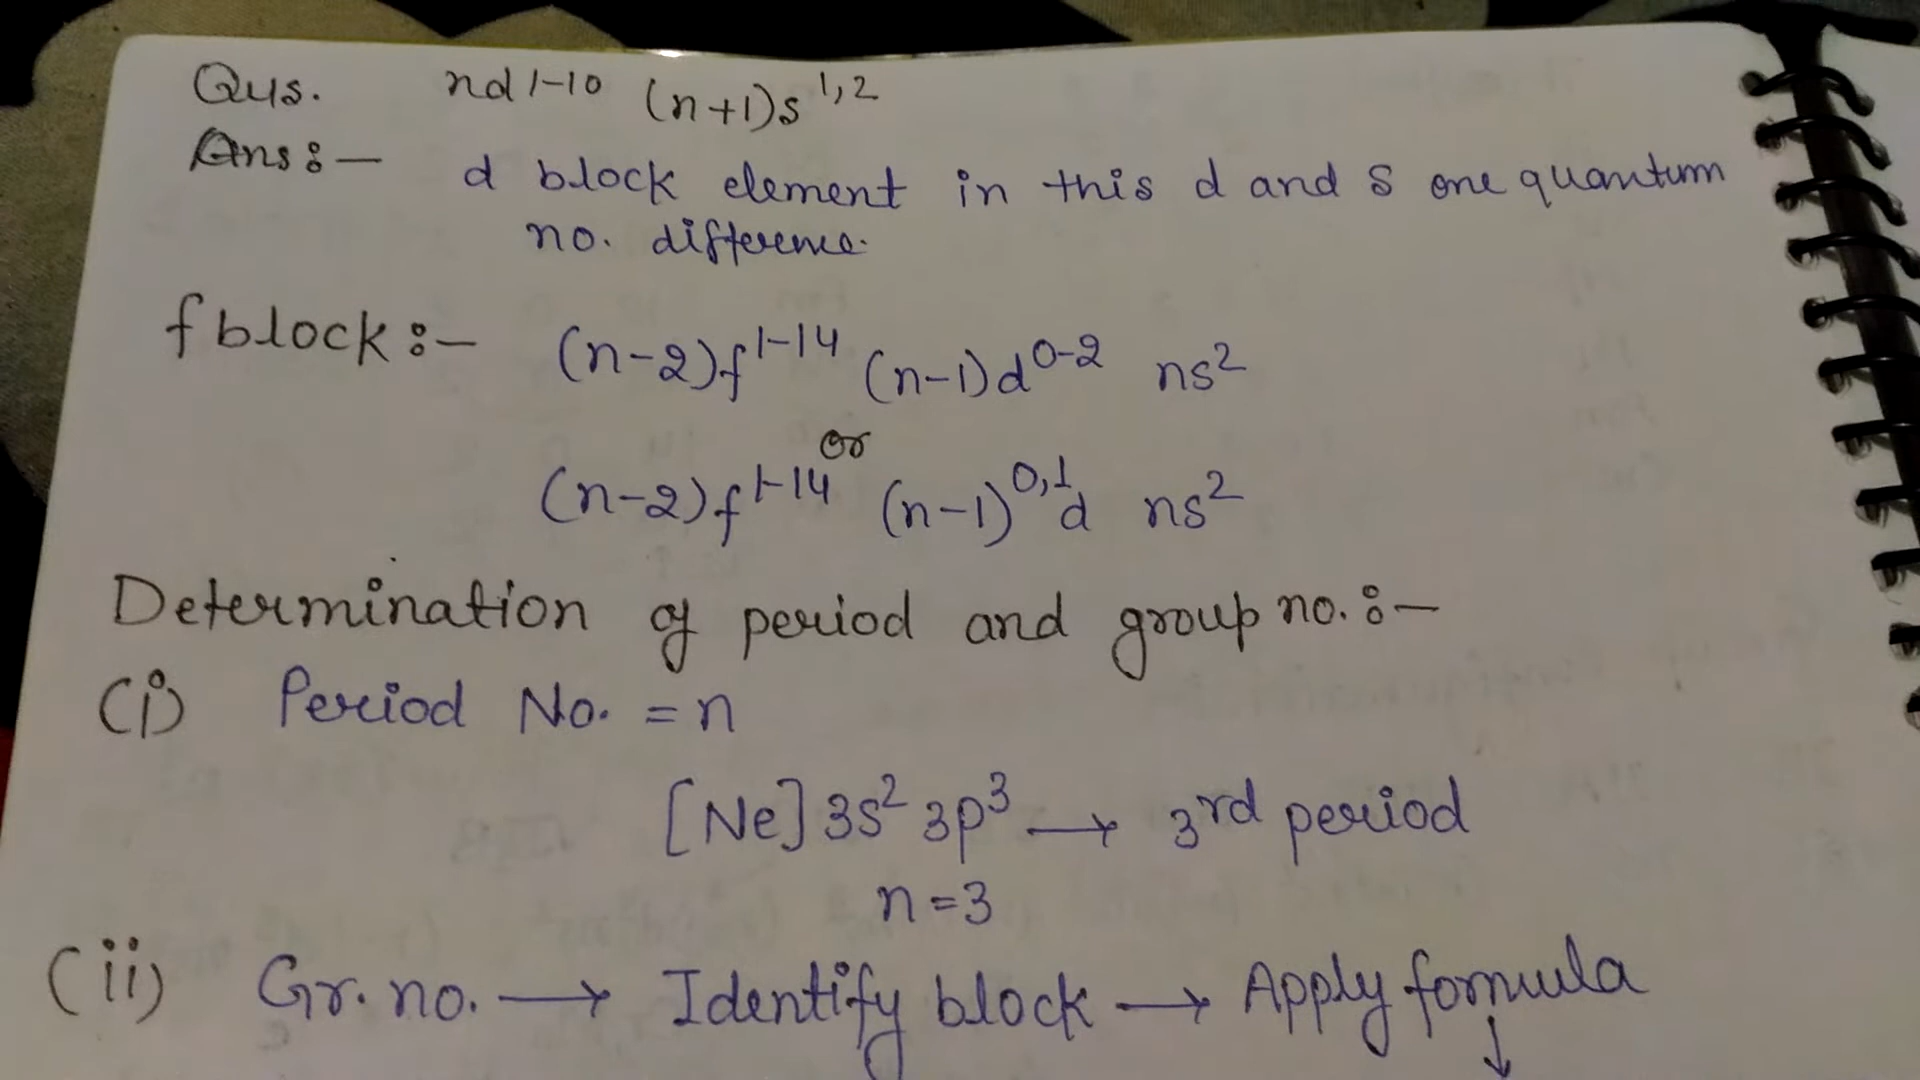 Qus. nd 1-10 (n+1)s 1,2
Ans :- d block element in this d and s one quantum
no. difference.
f block :- (n-2)f 1-14 (n-1)d 0-2 ns2
or
(n-2)f 1-14 (n-1) 0,1 d ns2
Determination of period and group no. :-
(i) Period No. = n
[Ne] 3s2 3p3 → 3rd period
n = 3
(ii) Gr. no. → Identify block → Apply formula
↓